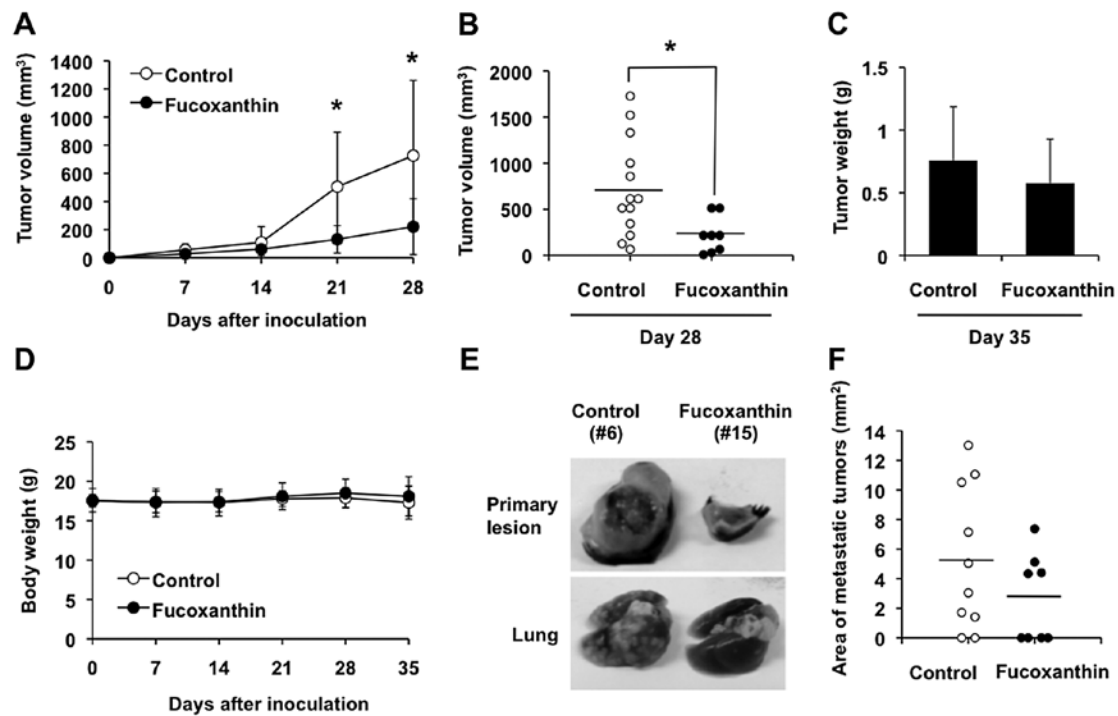 A
Tumor volume (mm³)
1400
1200
1000
800
600
400
200
0
Control
Fucoxanthin
*
*
0 7 14 21 28
Days after inoculation
B
Tumor volume (mm³)
*
2000
1500
1000
500
0
Control Fucoxanthin
Day 28
C
Tumor weight (g)
1.5
1
0.5
0
Control Fucoxanthin
Day 35
D
Body weight (g)
25
20
15
10
5
0
Control
Fucoxanthin
0 7 14 21 28 35
Days after inoculation
E
Control Fucoxanthin
(#6) (#15)
Primary
lesion
Lung
F
Area of metastatic tumors (mm²)
14
12
10
8
6
4
2
0
Control Fucoxanthin